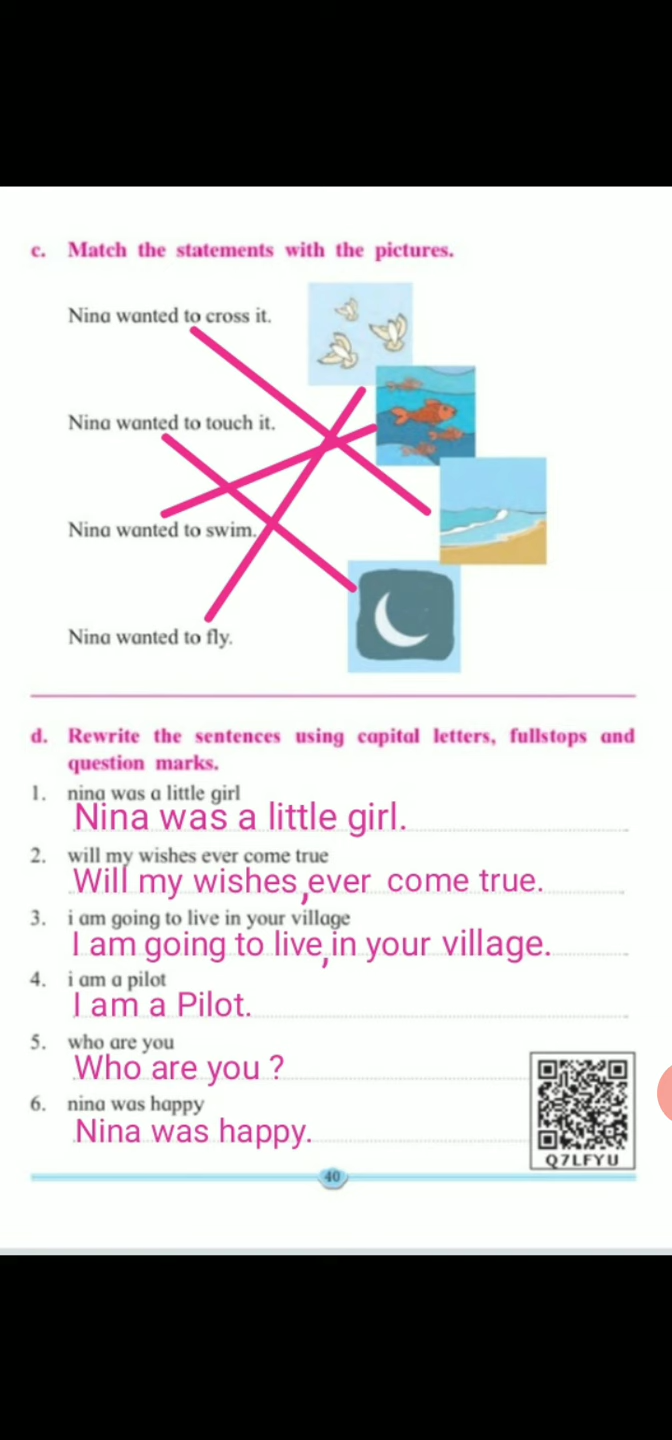 c. Match the statements with the pictures.
Nina wanted to cross it.
Nina wanted to touch it.
Nina wanted to swim.
Nina wanted to fly.
d. Rewrite the sentences using capital letters, fullstops and
question marks.
1. nina was a little girl
Nina was a little girl.
2. will my wishes ever come true
Will my wishes,ever come true.
3. i am going to live in your village
I am going to live,in your village.
4. i am a pilot
I am a Pilot.
5. who are you
Who are you ?
6. nina was happy
Nina was happy.
Q7LFYU
40